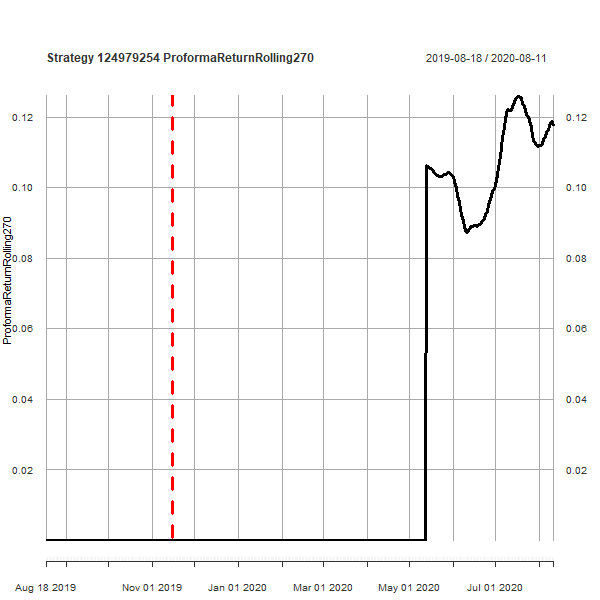 Strategy 124979254 ProformaReturnRolling270
2019-08-18 / 2020-08-11
ProformaReturnRolling270
0.12
0.10
0.08
0.06
0.04
0.02
0.12
0.10
0.08
0.06
0.04
0.02
Aug 18 2019
Nov 01 2019
Jan 01 2020
Mar 01 2020
May 01 2020
Jul 01 2020